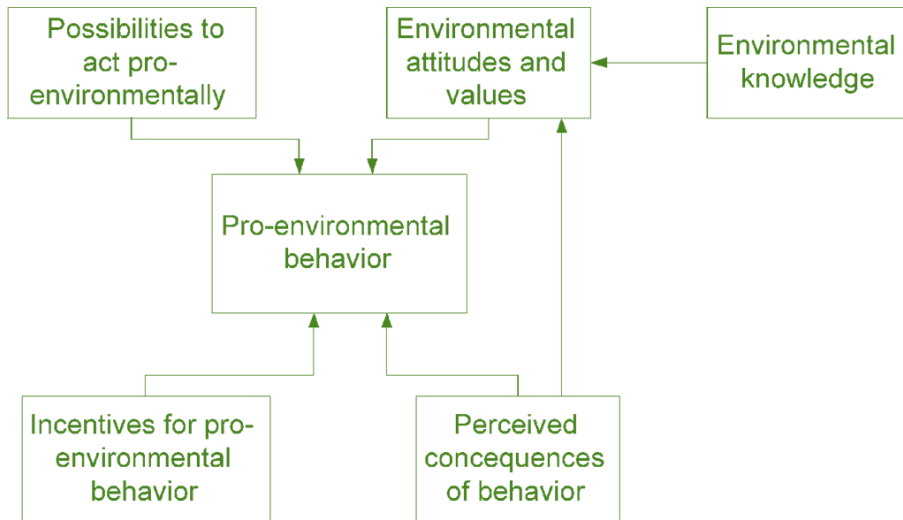 Possibilities to
act pro-
environmentally
Environmental
attitudes and
values
Environmental
knowledge
Pro-environmental
behavior
Incentives for pro-
environmental
behavior
Perceived
concequences
of behavior